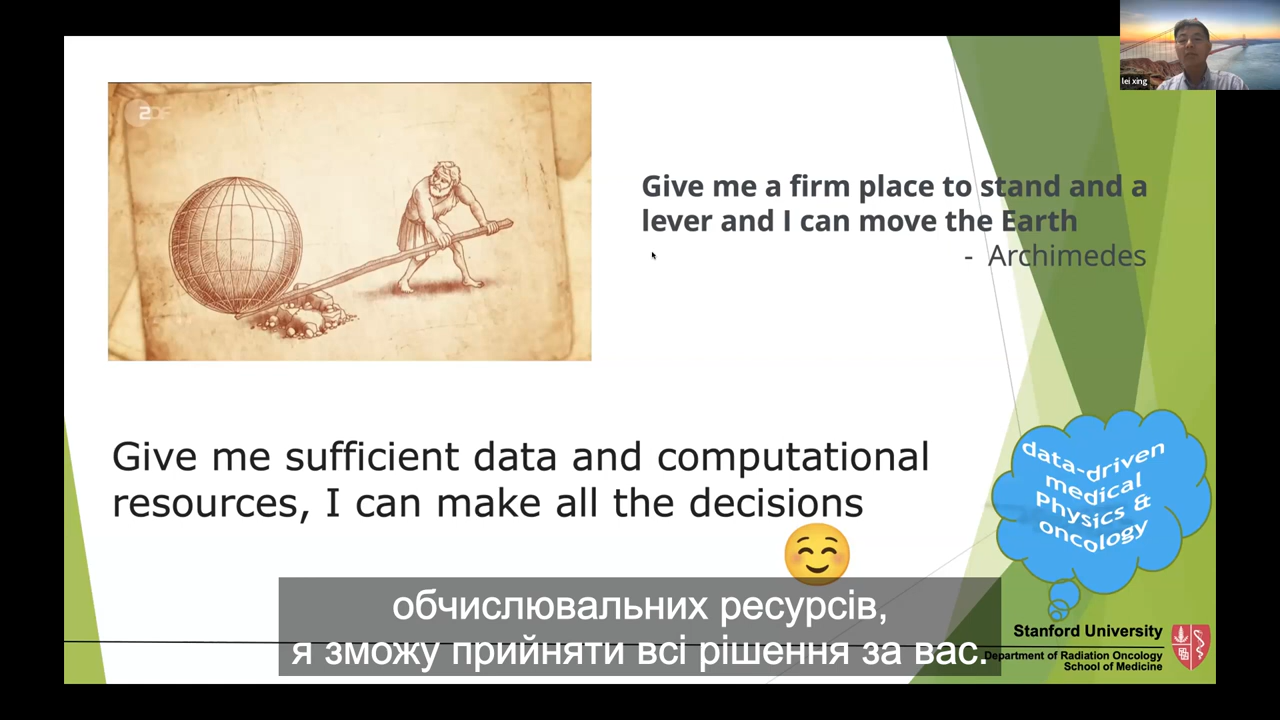 lei xing
ZDF
Give me a firm place to stand and a
lever and I can move the Earth
- Archimedes
Give me sufficient data and computational
resources, I can make all the decisions
data-driven
medical
Physics &
oncology
обчислювальних ресурсів,
я зможу прийняти всі рішення за вас.
Stanford University
Department of Radiation Oncology
School of Medicine